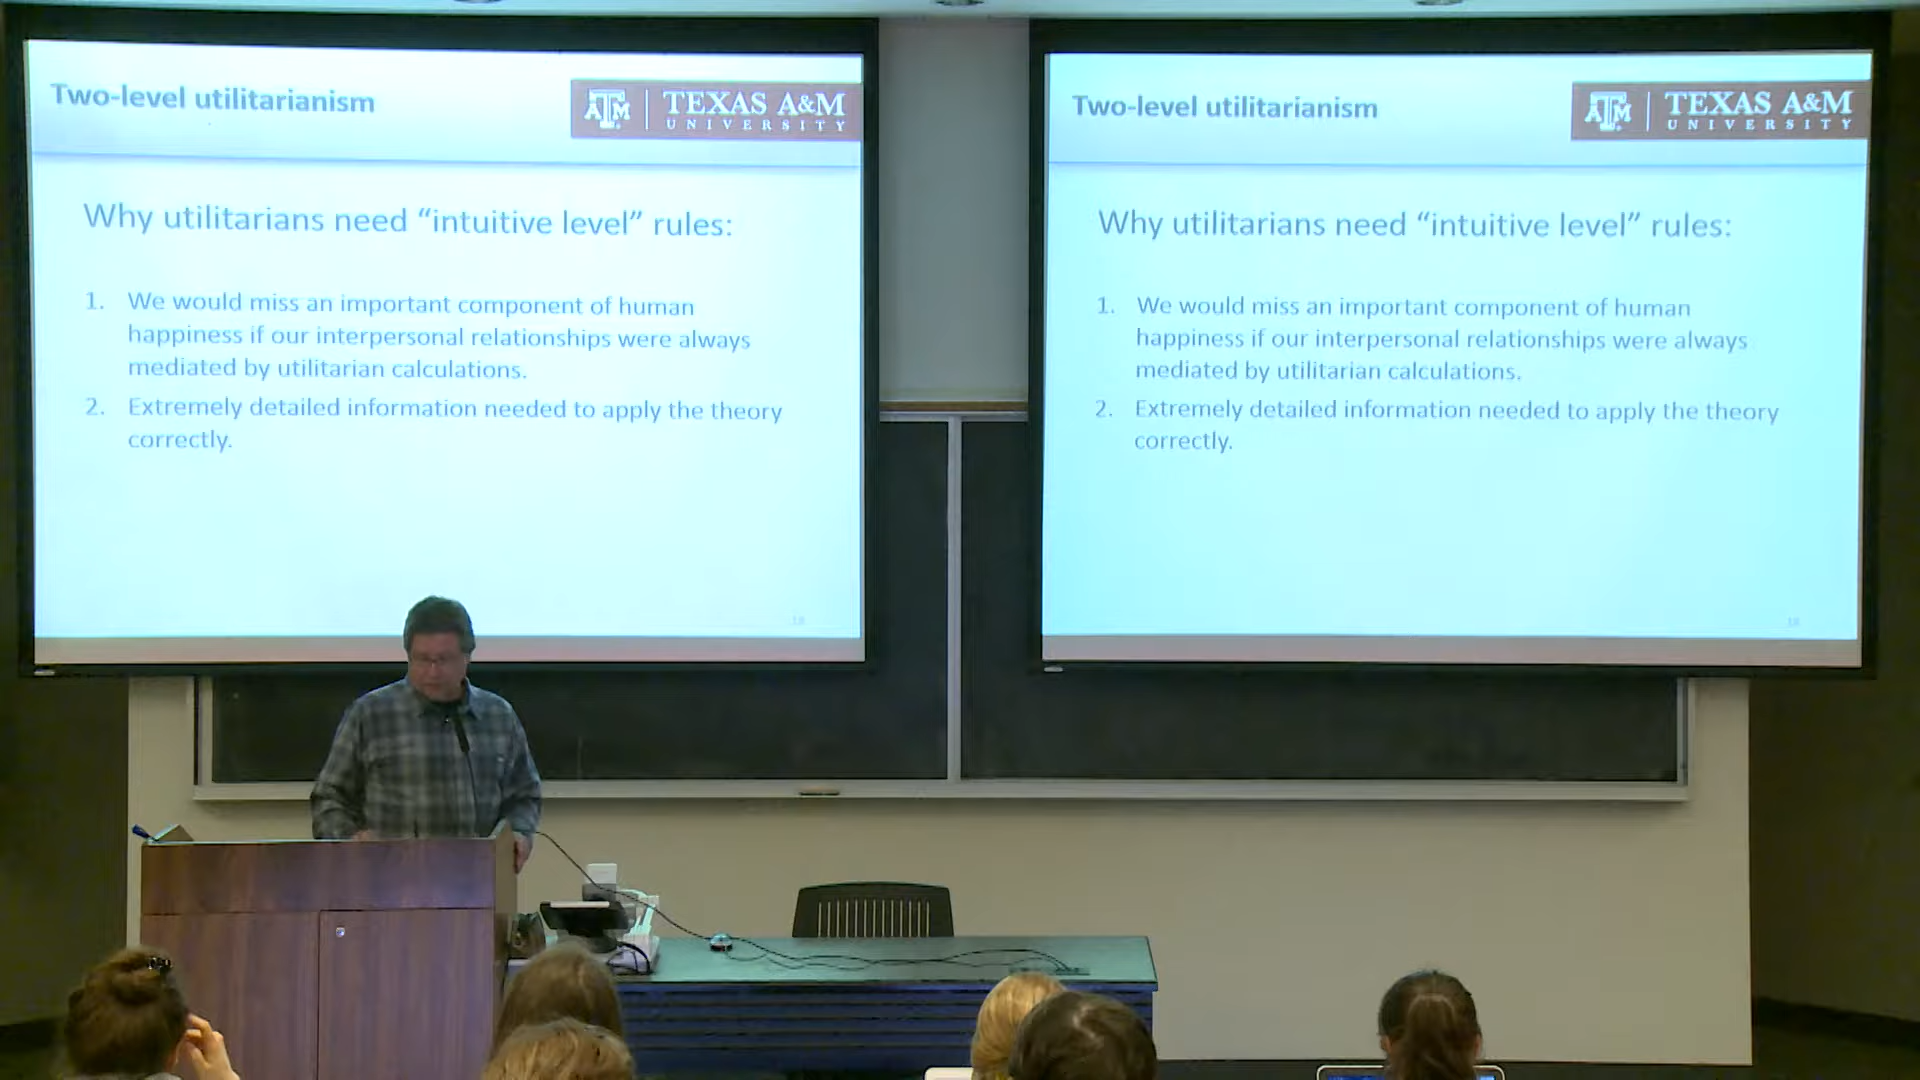 Two-level utilitarianism
ATM | TEXAS A&M
UNIVERSITY
Why utilitarians need “intuitive level” rules:
1. We would miss an important component of human
happiness if our interpersonal relationships were always
mediated by utilitarian calculations.
2. Extremely detailed information needed to apply the theory
correctly.
18
Two-level utilitarianism
ATM | TEXAS A&M
UNIVERSITY
Why utilitarians need “intuitive level” rules:
1. We would miss an important component of human
happiness if our interpersonal relationships were always
mediated by utilitarian calculations.
2. Extremely detailed information needed to apply the theory
correctly.
18